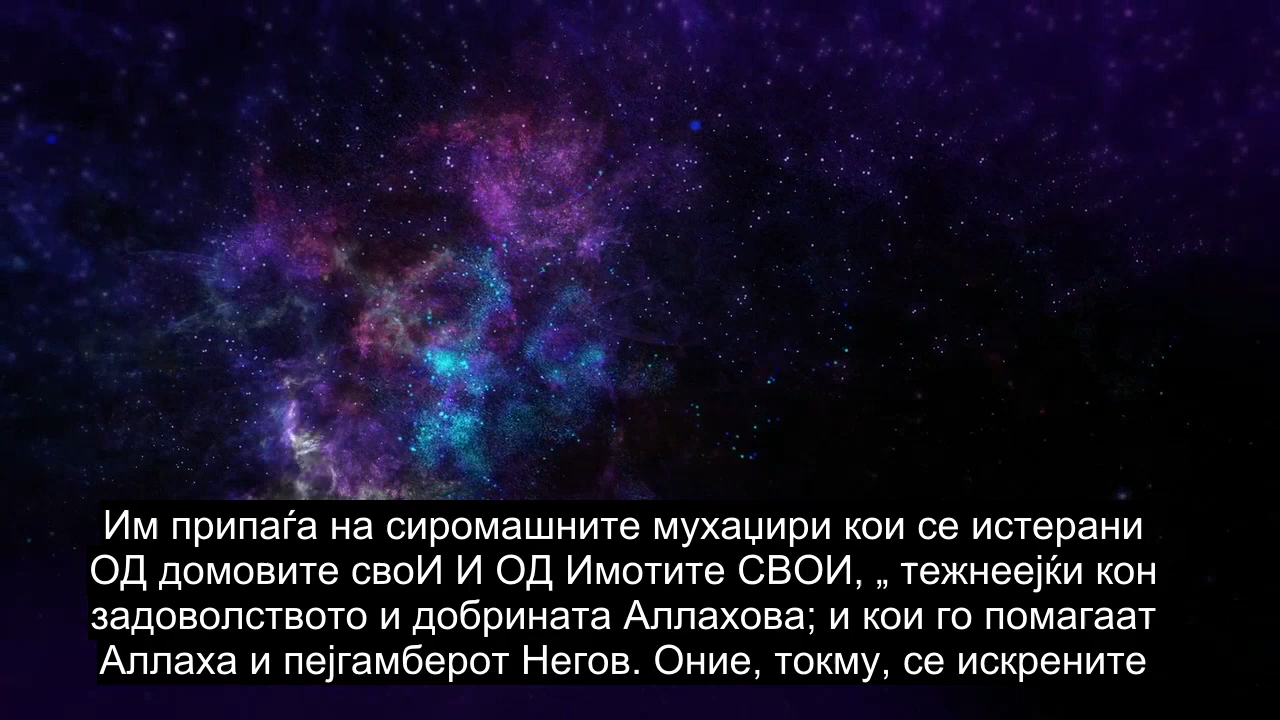 Им припаѓа на сиромашните мухаџири кои се истерани
ОД домовите своИ И ОД Имотите СВОИ, „ тежнеејќи кон
задоволството и добрината Аллахова; и кои го помагаат
Аллаха и пејгамберот Негов. Оние, токму, се искрените